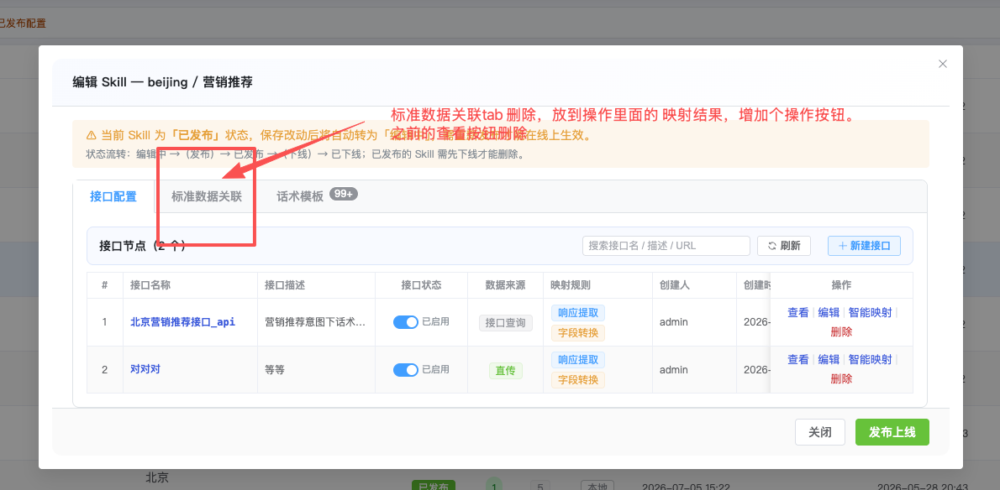 已发布配置
编辑 Skill — beijing / 营销推荐
标准数据关联tab 删除，放到操作里面的 映射结果，增加个操作按钮。
之前的查看按钮删除
当前 Skill 为「已发布」状态，保存改动后将自动转为「编辑中」
在线上生效。
状态流转：编辑中 →（发布）→ 已发布 →（下线）→ 已下线；已发布的 Skill 需先下线才能删除。
接口配置 标准数据关联 话术模板 99+
接口节点（2 个） 搜索接口名 / 描述 / URL 刷新 + 新建接口
# 接口名称 接口描述 接口状态 数据来源 映射规则 创建人 创建时 操作
1 北京营销推荐接口_api 营销推荐意图下话术... 已启用 接口查询 响应提取 字段转换 admin 2026- 查看 编辑 智能映射 删除
2 对对对 等等 已启用 直传 响应提取 字段转换 admin 2026- 查看 编辑 智能映射 删除
关闭 发布上线
北京
已发布 1 5 本地 2026-07-05 15:22 2026-05-28 20:43